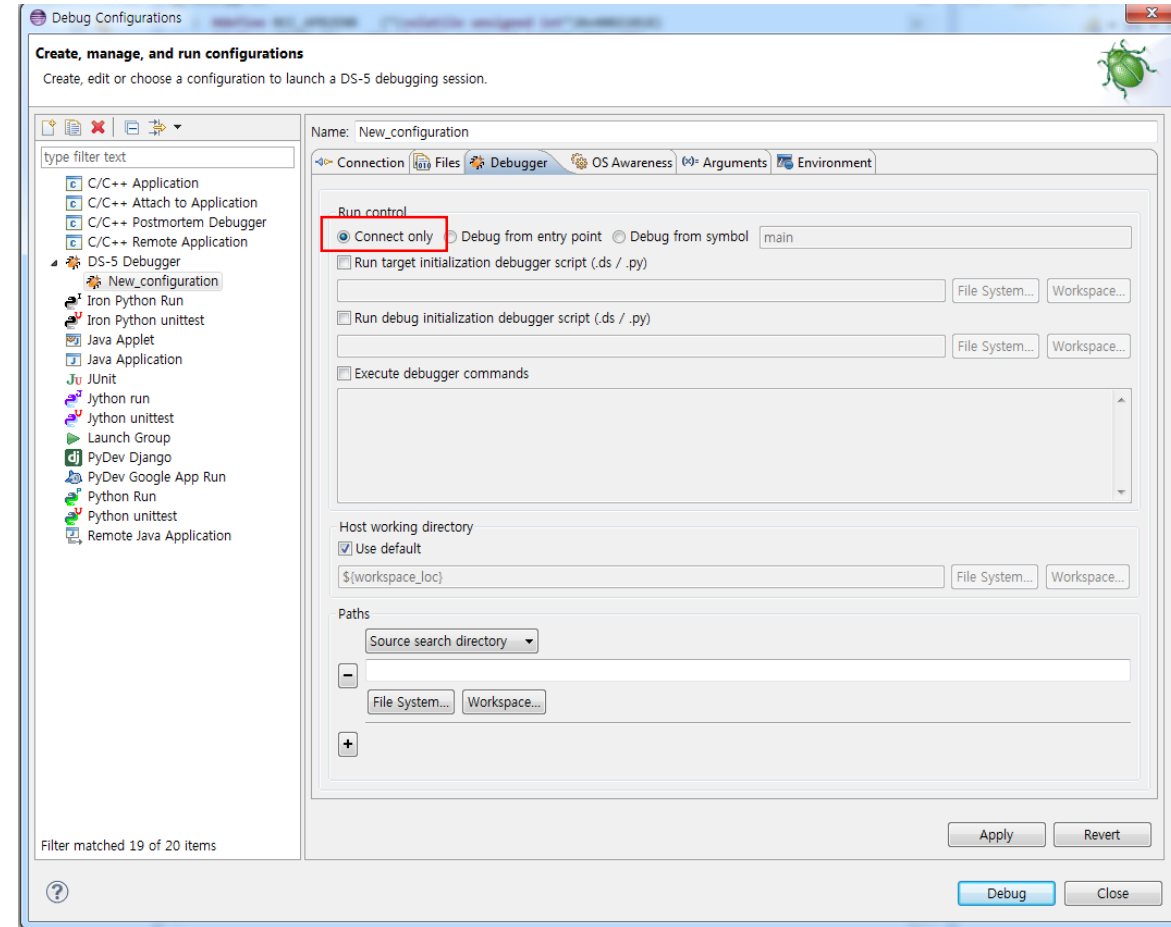 Debug Configurations
Create, manage, and run configurations
Create, edit or choose a configuration to launch a DS-5 debugging session.
type filter text
C/C++ Application
C/C++ Attach to Application
C/C++ Postmortem Debugger
C/C++ Remote Application
DS-5 Debugger
New_configuration
Iron Python Run
Iron Python unittest
Java Applet
Java Application
JUnit
Jython run
Jython unittest
Launch Group
PyDev Django
PyDev Google App Run
Python Run
Python unittest
Remote Java Application
Filter matched 19 of 20 items
Name: New_configuration
Connection Files Debugger OS Awareness Arguments Environment
Run control
Connect only Debug from entry point Debug from symbol main
Run target initialization debugger script (.ds / .py)
File System... Workspace...
Run debug initialization debugger script (.ds / .py)
File System... Workspace...
Execute debugger commands
Host working directory
Use default
${workspace_loc} File System... Workspace...
Paths
Source search directory
File System... Workspace...
Apply Revert
Debug Close